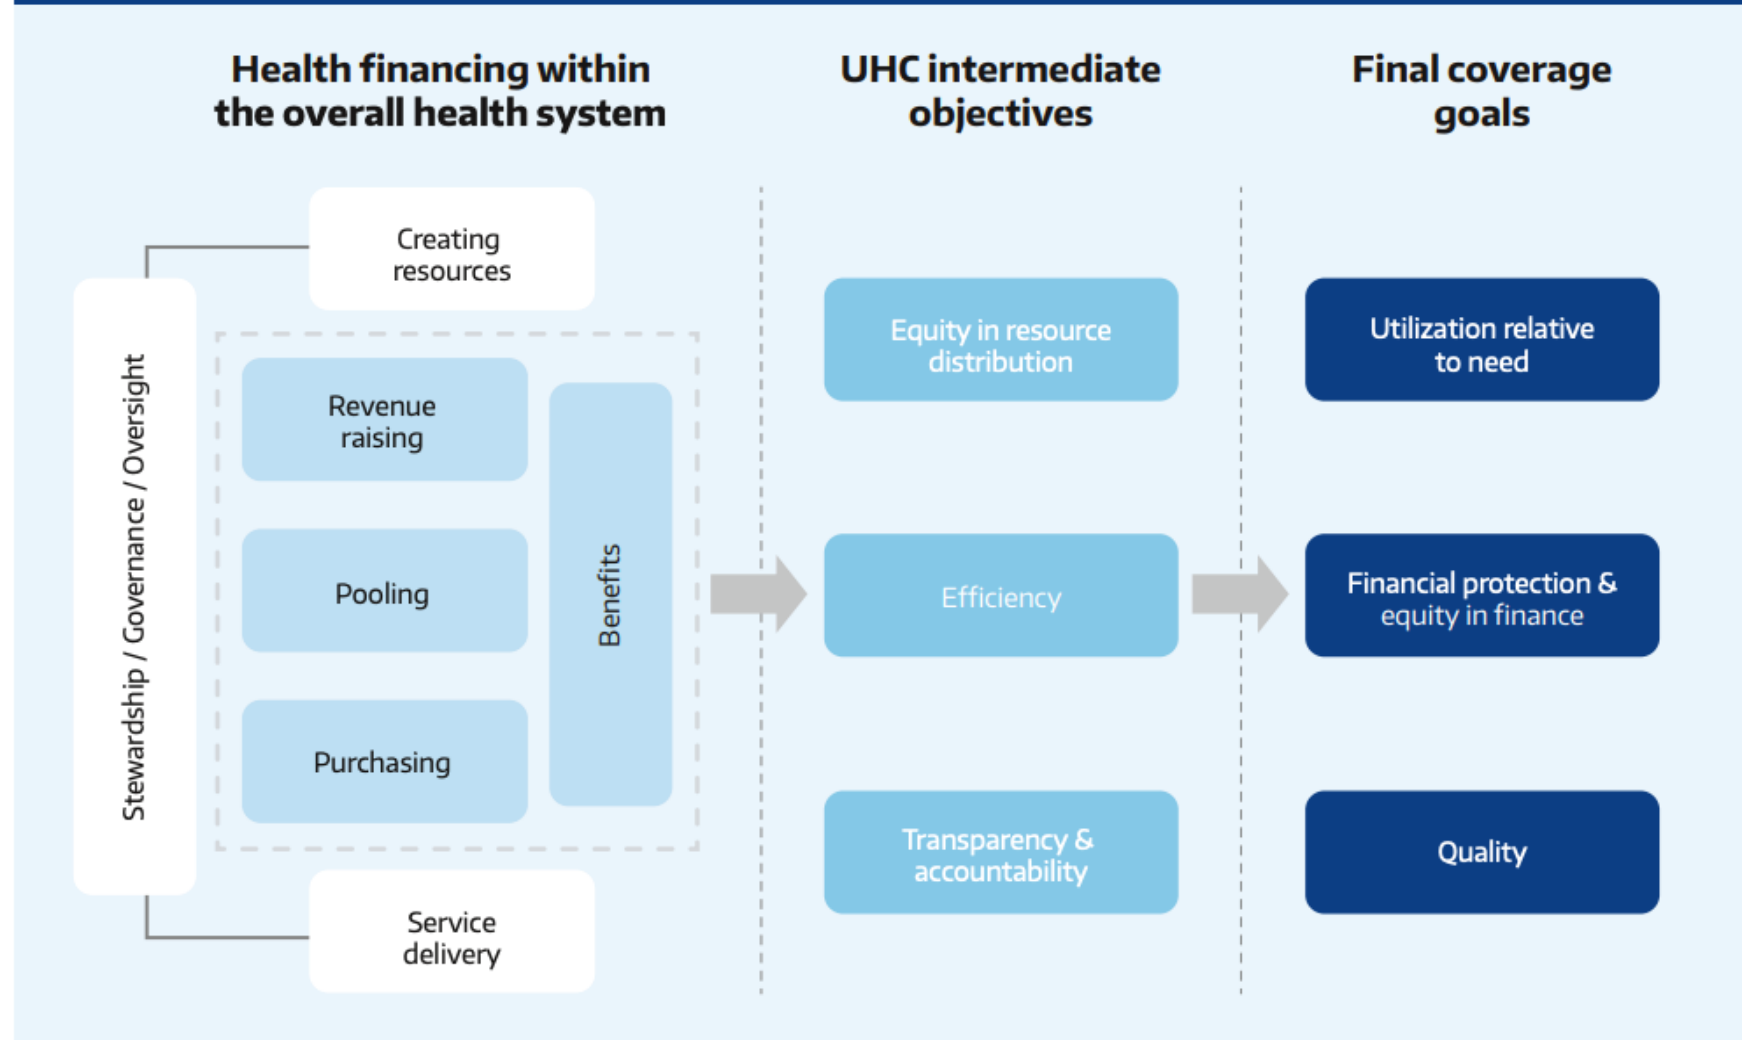 Health financing within
the overall health system
UHC intermediate
objectives
Final coverage
goals
Stewardship / Governance / Oversight
Creating
resources
Revenue
raising
Pooling
Purchasing
Benefits
Service
delivery
Equity in resource
distribution
Efficiency
Transparency &
accountability
Utilization relative
to need
Financial protection &
equity in finance
Quality